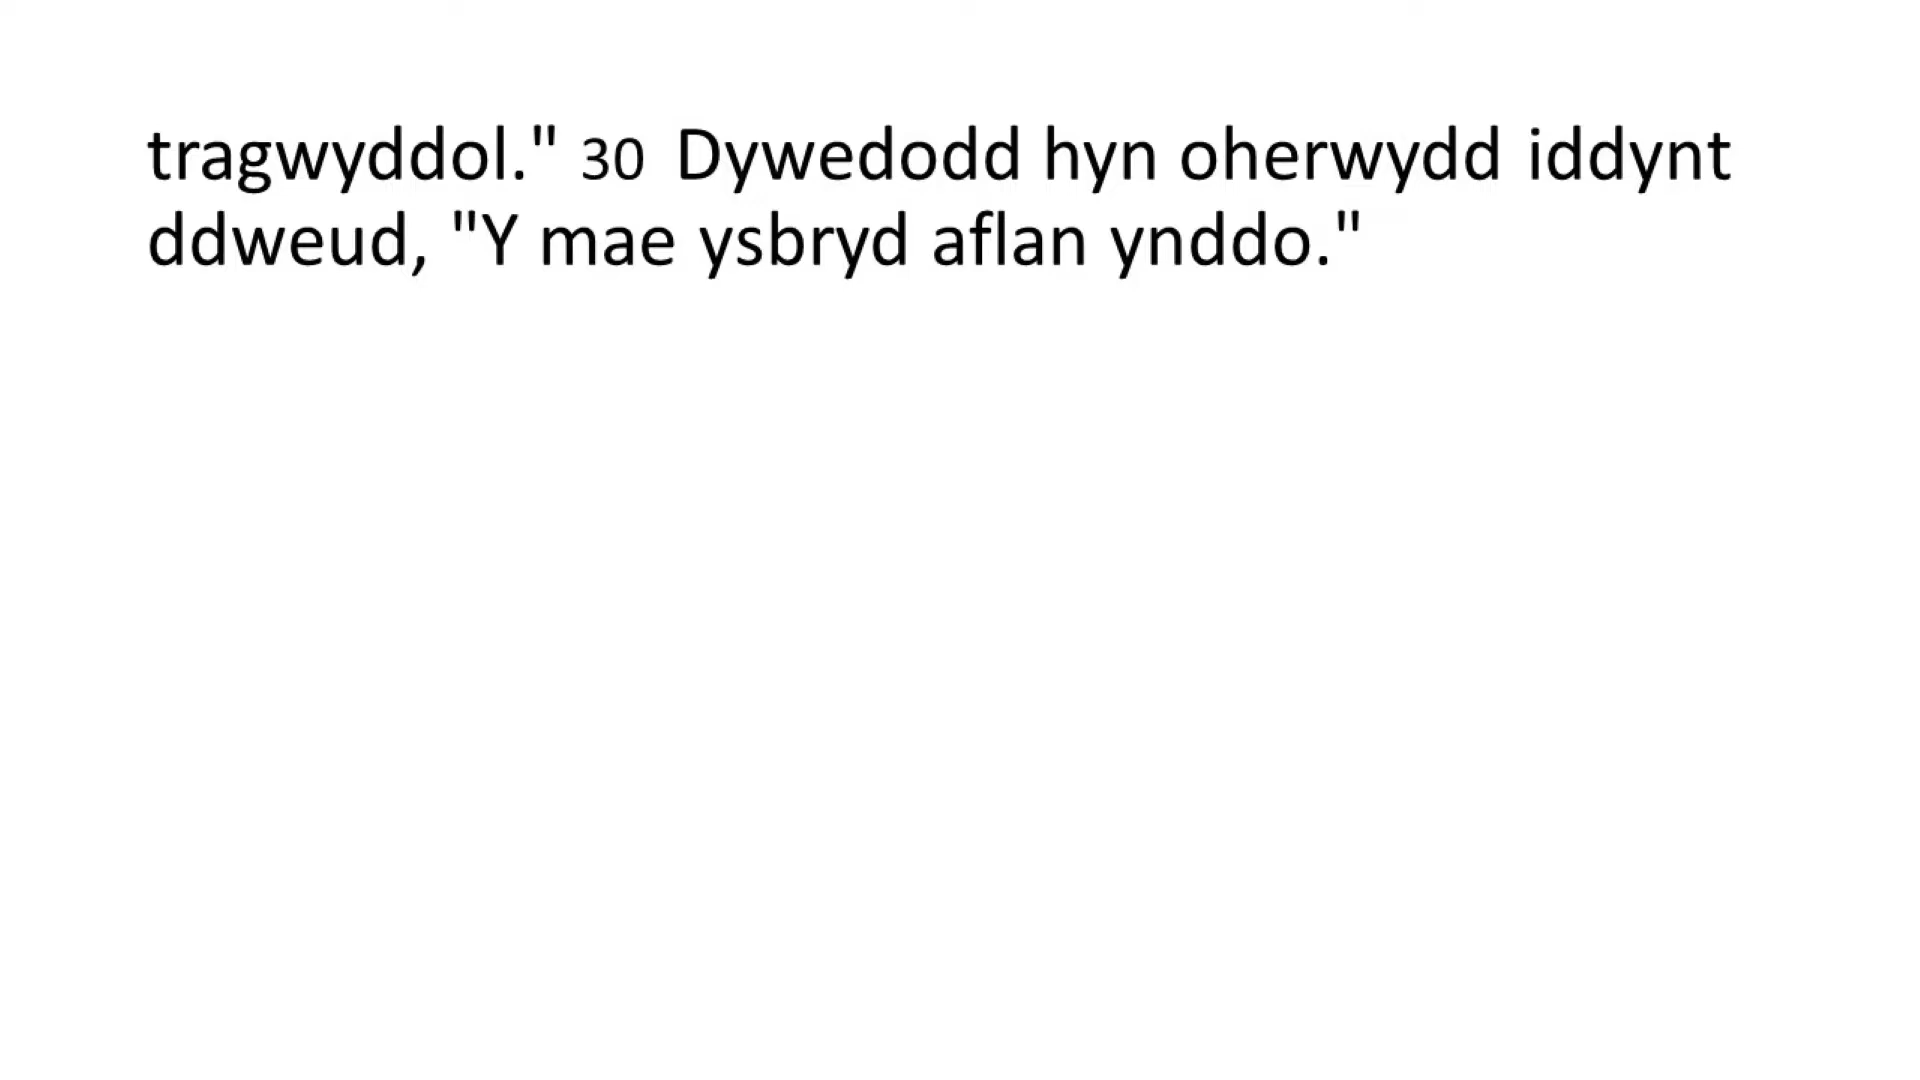 tragwyddol." 30 Dywedodd hyn oherwydd iddynt
ddweud, "Y mae ysbryd aflan ynddo."